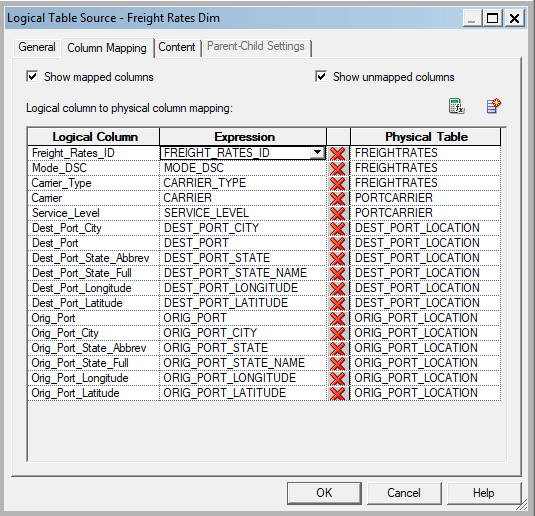 Logical Table Source - Freight Rates Dim
General Column Mapping Content Parent-Child Settings
Show mapped columns Show unmapped columns
Logical column to physical column mapping:
Logical Column Expression Physical Table
Freight_Rates_ID FREIGHT_RATES_ID FREIGHTRATES
Mode_DSC MODE_DSC FREIGHTRATES
Carrier_Type CARRIER_TYPE FREIGHTRATES
Carrier CARRIER PORTCARRIER
Service_Level SERVICE_LEVEL PORTCARRIER
Dest_Port_City DEST_PORT_CITY DEST_PORT_LOCATION
Dest_Port DEST_PORT DEST_PORT_LOCATION
Dest_Port_State_Abbrev DEST_PORT_STATE DEST_PORT_LOCATION
Dest_Port_State_Full DEST_PORT_STATE_NAME DEST_PORT_LOCATION
Dest_Port_Longitude DEST_PORT_LONGITUDE DEST_PORT_LOCATION
Dest_Port_Latitude DEST_PORT_LATITUDE DEST_PORT_LOCATION
Orig_Port ORIG_PORT ORIG_PORT_LOCATION
Orig_Port_City ORIG_PORT_CITY ORIG_PORT_LOCATION
Orig_Port_State_Abbrev ORIG_PORT_STATE ORIG_PORT_LOCATION
Orig_Port_State_Full ORIG_PORT_STATE_NAME ORIG_PORT_LOCATION
Orig_Port_Longitude ORIG_PORT_LONGITUDE ORIG_PORT_LOCATION
Orig_Port_Latitude ORIG_PORT_LATITUDE ORIG_PORT_LOCATION
OK Cancel Help